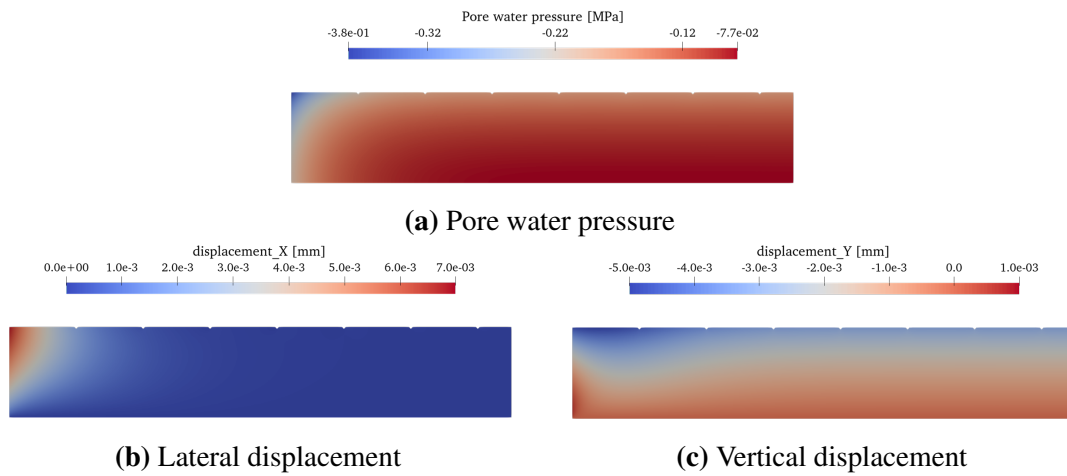 Pore water pressure [MPa]
-3.8e-01 -0.32 -0.22 -0.12 -7.7e-02
(a) Pore water pressure
displacement_X [mm]
0.0e+00 1.0e-3 2.0e-3 3.0e-3 4.0e-3 5.0e-3 6.0e-3 7.0e-03
(b) Lateral displacement
displacement_Y [mm]
-5.0e-03 -4.0e-3 -3.0e-3 -2.0e-3 -1.0e-3 0.0 1.0e-03
(c) Vertical displacement